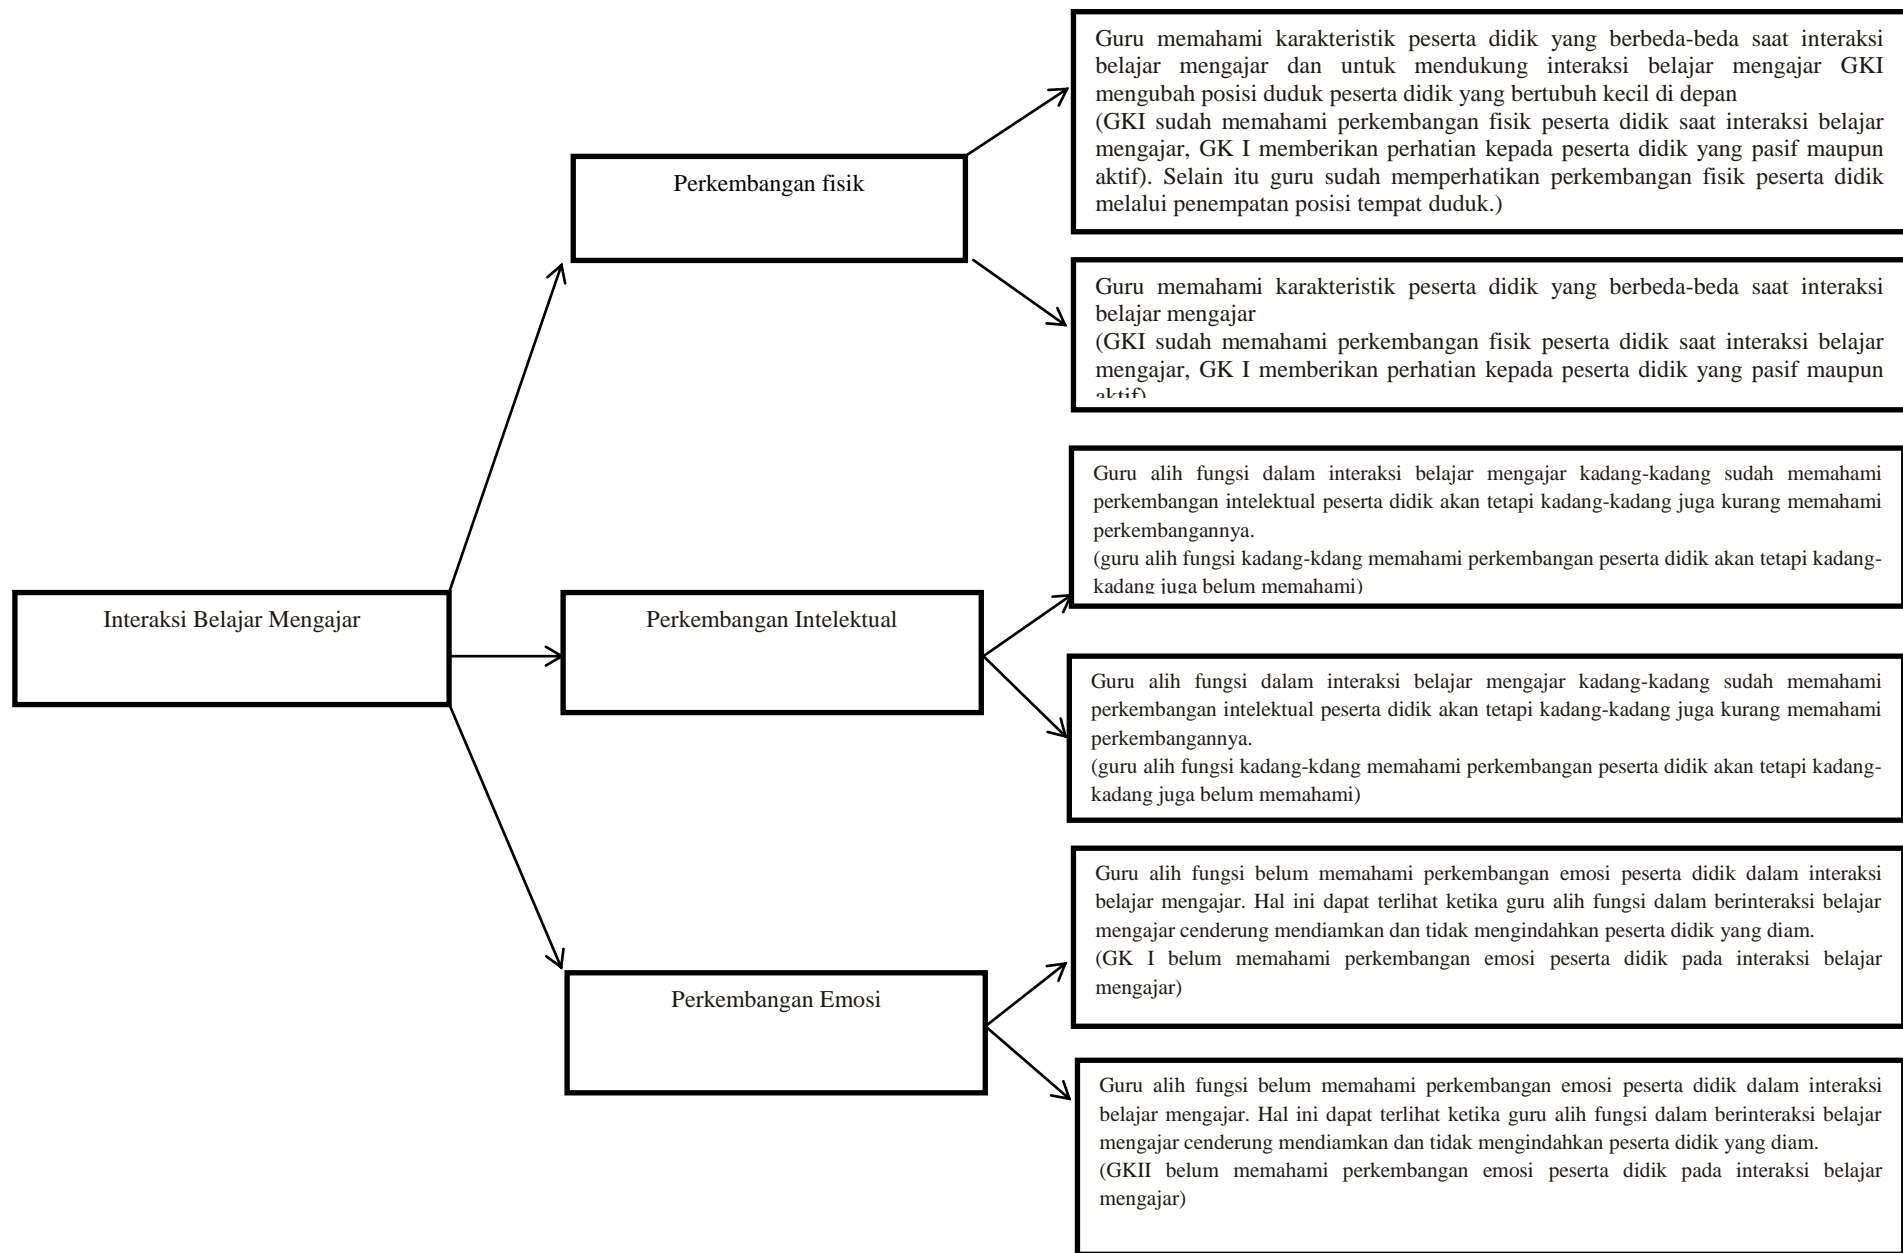 Interaksi Belajar Mengajar
Perkembangan fisik
Guru memahami karakteristik peserta didik yang berbeda-beda saat interaksi
belajar mengajar dan untuk mendukung interaksi belajar mengajar GKI
mengubah posisi duduk peserta didik yang bertubuh kecil di depan
(GKI sudah memahami perkembangan fisik peserta didik saat interaksi belajar
mengajar, GK I memberikan perhatian kepada peserta didik yang pasif maupun
aktif). Selain itu guru sudah memperhatikan perkembangan fisik peserta didik
melalui penempatan posisi tempat duduk.)
Guru memahami karakteristik peserta didik yang berbeda-beda saat interaksi
belajar mengajar
(GKI sudah memahami perkembangan fisik peserta didik saat interaksi belajar
mengajar, GK I memberikan perhatian kepada peserta didik yang pasif maupun
aktif)
Perkembangan Intelektual
Guru alih fungsi dalam interaksi belajar mengajar kadang-kadang sudah memahami
perkembangan intelektual peserta didik akan tetapi kadang-kadang juga kurang memahami
perkembangannya.
(guru alih fungsi kadang-kdang memahami perkembangan peserta didik akan tetapi kadang-
kadang juga belum memahami)
Guru alih fungsi dalam interaksi belajar mengajar kadang-kadang sudah memahami
perkembangan intelektual peserta didik akan tetapi kadang-kadang juga kurang memahami
perkembangannya.
(guru alih fungsi kadang-kdang memahami perkembangan peserta didik akan tetapi kadang-
kadang juga belum memahami)
Perkembangan Emosi
Guru alih fungsi belum memahami perkembangan emosi peserta didik dalam interaksi
belajar mengajar. Hal ini dapat terlihat ketika guru alih fungsi dalam berinteraksi belajar
mengajar cenderung mendiamkan dan tidak mengindahkan peserta didik yang diam.
(GK I belum memahami perkembangan emosi peserta didik pada interaksi belajar
mengajar)
Guru alih fungsi belum memahami perkembangan emosi peserta didik dalam interaksi
belajar mengajar. Hal ini dapat terlihat ketika guru alih fungsi dalam berinteraksi belajar
mengajar cenderung mendiamkan dan tidak mengindahkan peserta didik yang diam.
(GKII belum memahami perkembangan emosi peserta didik pada interaksi belajar
mengajar)